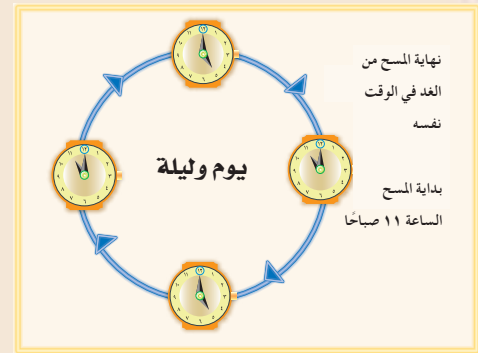 نهاية المسح من
الغد في الوقت
نفسه
يوم وليلة
بداية المسح
الساعة ١١ صباحًا